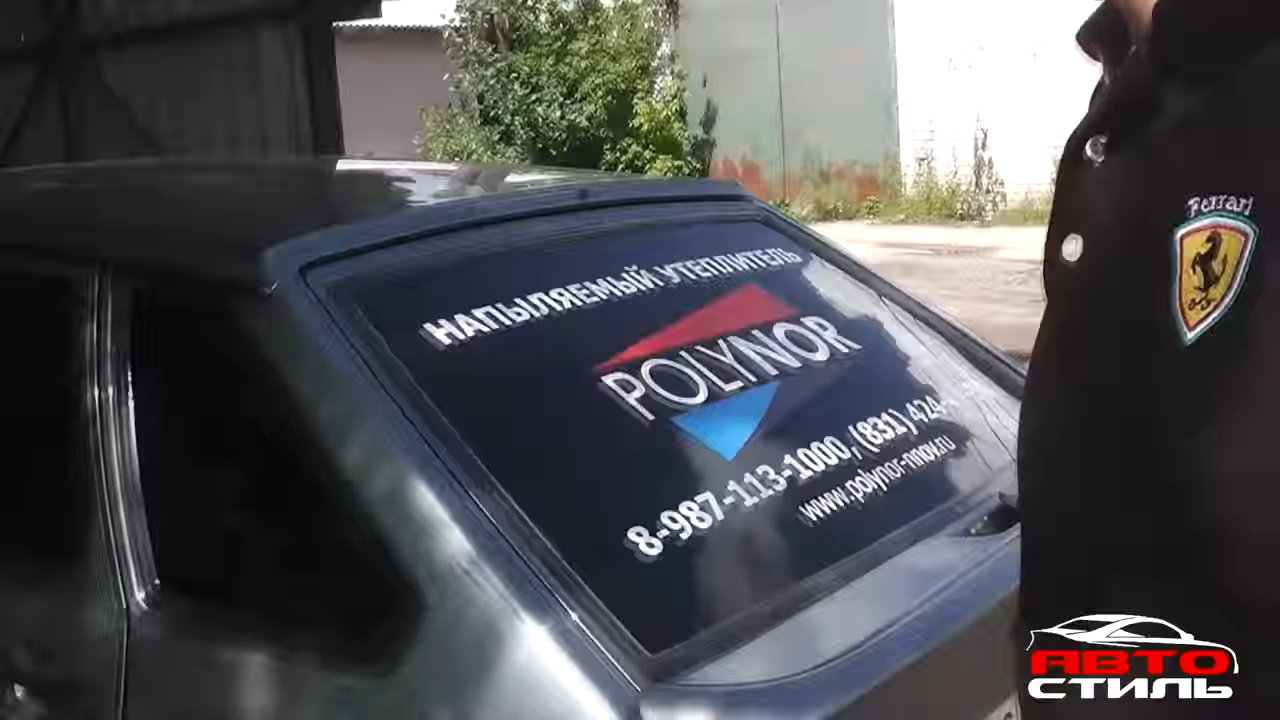 НАПЫЛЯЕМЫЙ УТЕПЛИТЕЛЬ
POLYNOR
8-987-113-1000, (831) 424-
www.polynor-nnov.ru
Ferrari
АВТО
СТИЛЬ